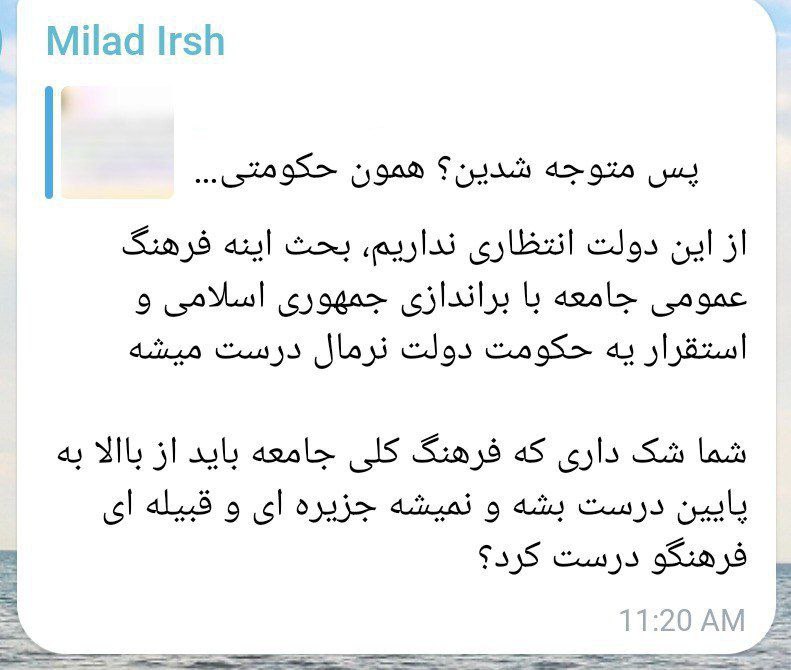 Milad Irsh
پس متوجه شدین؟ همون حکومتی...
از این دولت انتظاری نداریم، بحث اینه فرهنگ
عمومی جامعه با براندازی جمهوری اسلامی و
استقرار یه حکومت دولت نرمال درست میشه
شما شک داری که فرهنگ کلی جامعه باید از باالا به
پایین درست بشه و نمیشه جزیره ای و قبیله ای
فرهنگو درست کرد؟
11:20 AM